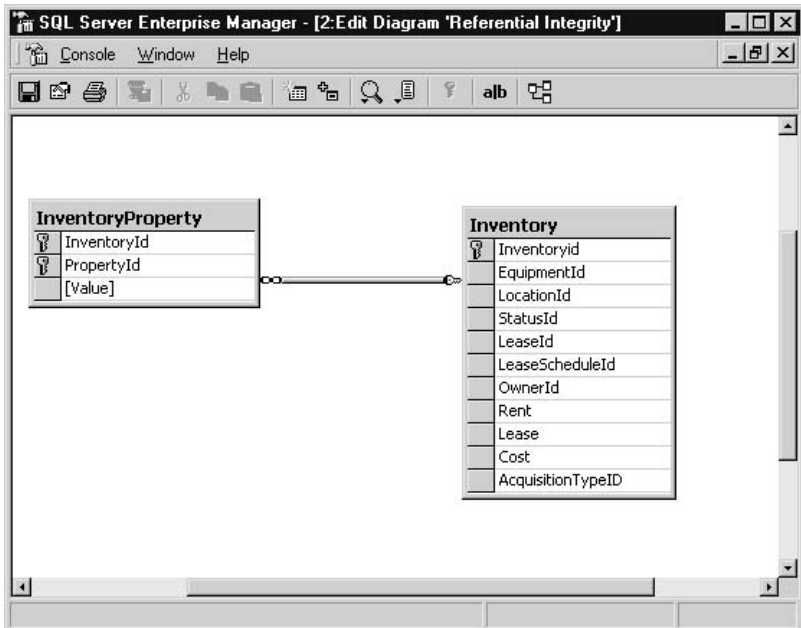 SQL Server Enterprise Manager - [2:Edit Diagram 'Referential Integrity']
Console Window Help
a|b
InventoryProperty
InventoryId
PropertyId
[Value]
Inventory
Inventoryid
EquipmentId
LocationId
StatusId
LeaseId
LeaseScheduleId
OwnerId
Rent
Lease
Cost
AcquisitionTypeID